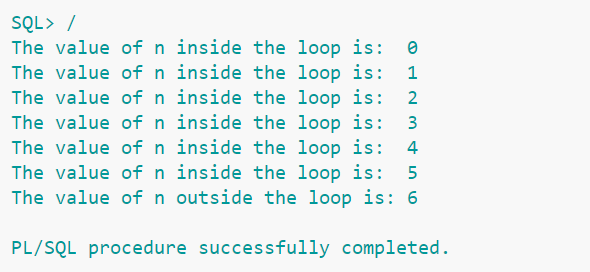 SQL> /
The value of n inside the loop is:  0
The value of n inside the loop is:  1
The value of n inside the loop is:  2
The value of n inside the loop is:  3
The value of n inside the loop is:  4
The value of n inside the loop is:  5
The value of n outside the loop is: 6
PL/SQL procedure successfully completed.